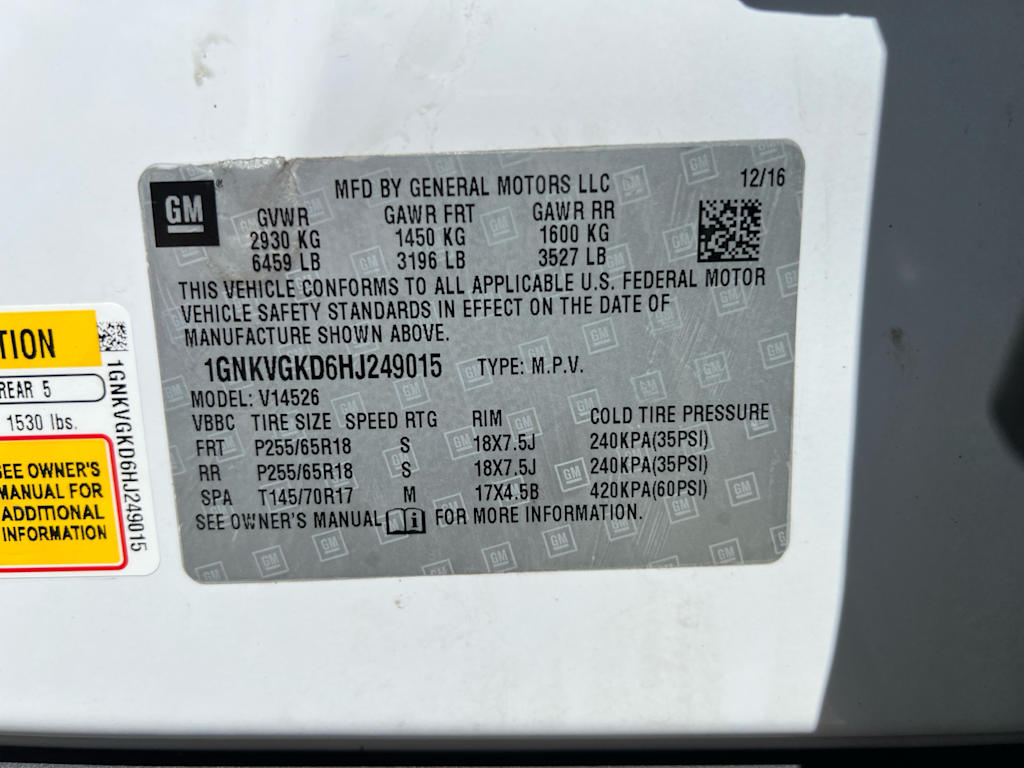 GM
MFD BY GENERAL MOTORS LLC 12/16
GVWR GAWR FRT GAWR RR
2930 KG 1450 KG 1600 KG
6459 LB 3196 LB 3527 LB
THIS VEHICLE CONFORMS TO ALL APPLICABLE U.S. FEDERAL MOTOR
VEHICLE SAFETY STANDARDS IN EFFECT ON THE DATE OF
MANUFACTURE SHOWN ABOVE.
1GNKVGKD6HJ249015 TYPE: M.P.V.
MODEL: V14526
VBBC TIRE SIZE SPEED RTG RIM COLD TIRE PRESSURE
FRT P255/65R18 S 18X7.5J 240KPA(35PSI)
RR P255/65R18 S 18X7.5J 240KPA(35PSI)
SPA T145/70R17 M 17X4.5B 420KPA(60PSI)
SEE OWNER'S MANUAL FOR MORE INFORMATION.
TION
REAR 5
1530 lbs.
SEE OWNER'S
MANUAL FOR
ADDITIONAL
INFORMATION
1GNKVGKD6HJ249015